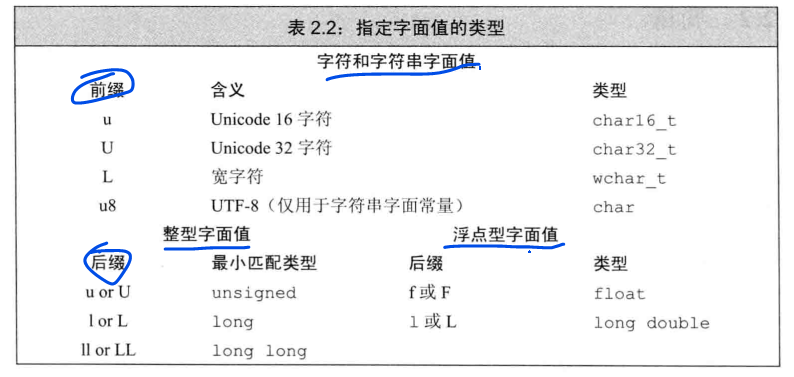 表 2.2：指定字面值的类型
字符和字符串字面值
前缀 含义 类型
u Unicode 16 字符 char16_t
U Unicode 32 字符 char32_t
L 宽字符 wchar_t
u8 UTF-8（仅用于字符串字面常量） char
整型字面值 浮点型字面值
后缀 最小匹配类型 后缀 类型
u or U unsigned f 或 F float
l or L long l 或 L long double
ll or LL long long